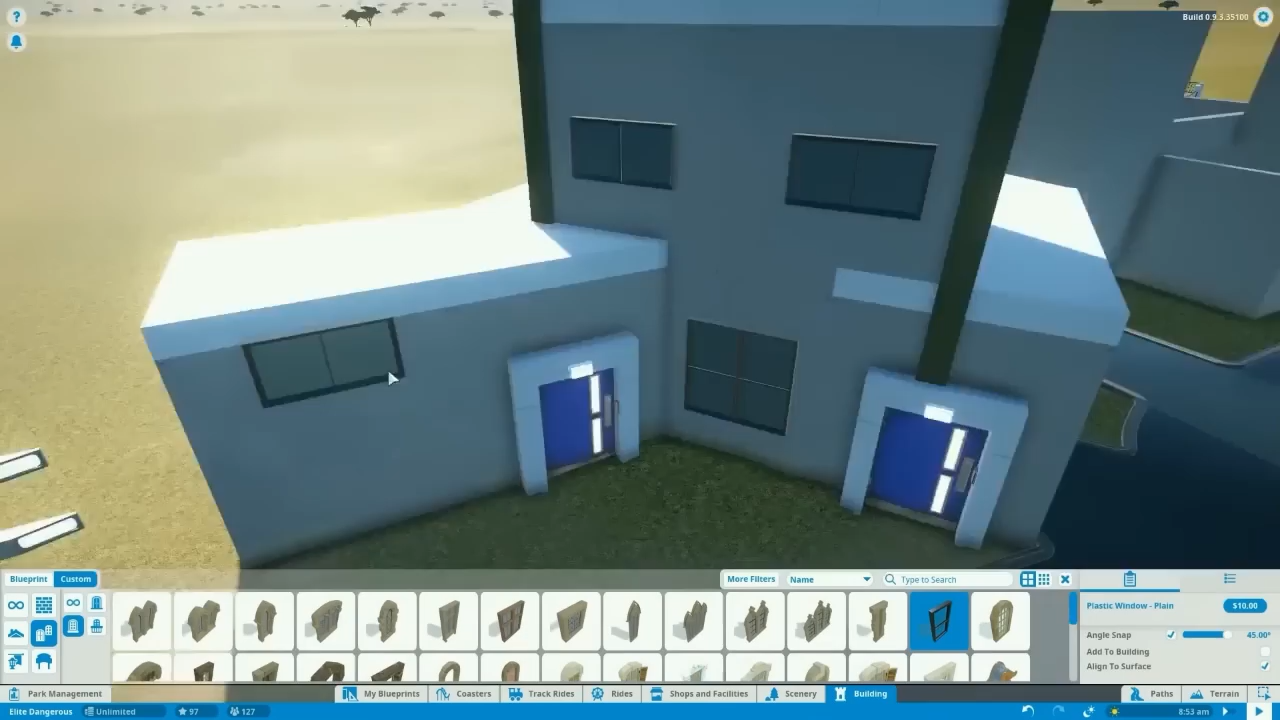 ?
Build 0.9.3.35100
Blueprint Custom
More Filters Name Type to Search
Plastic Window - Plain $10.00
Angle Snap 45.00°
Add To Building
Align To Surface
Park Management My Blueprints Coasters Track Rides Rides Shops and Facilities Scenery Building Paths Terrain
Elite Dangerous Unlimited 97 127 8:53 am